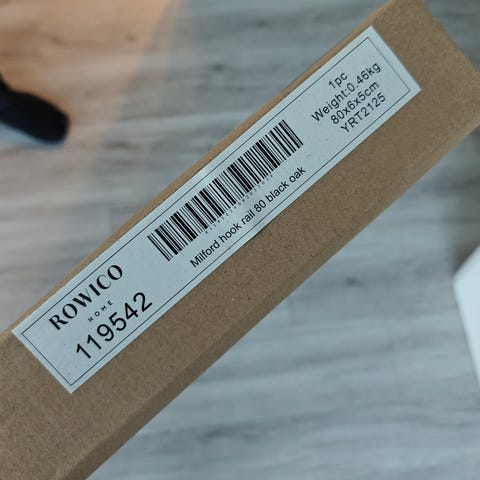 ROWICO
HOME
119542
Milford hook rail 80 black oak
1pc
Weight:0.46kg
80x6x5cm
YRT2125